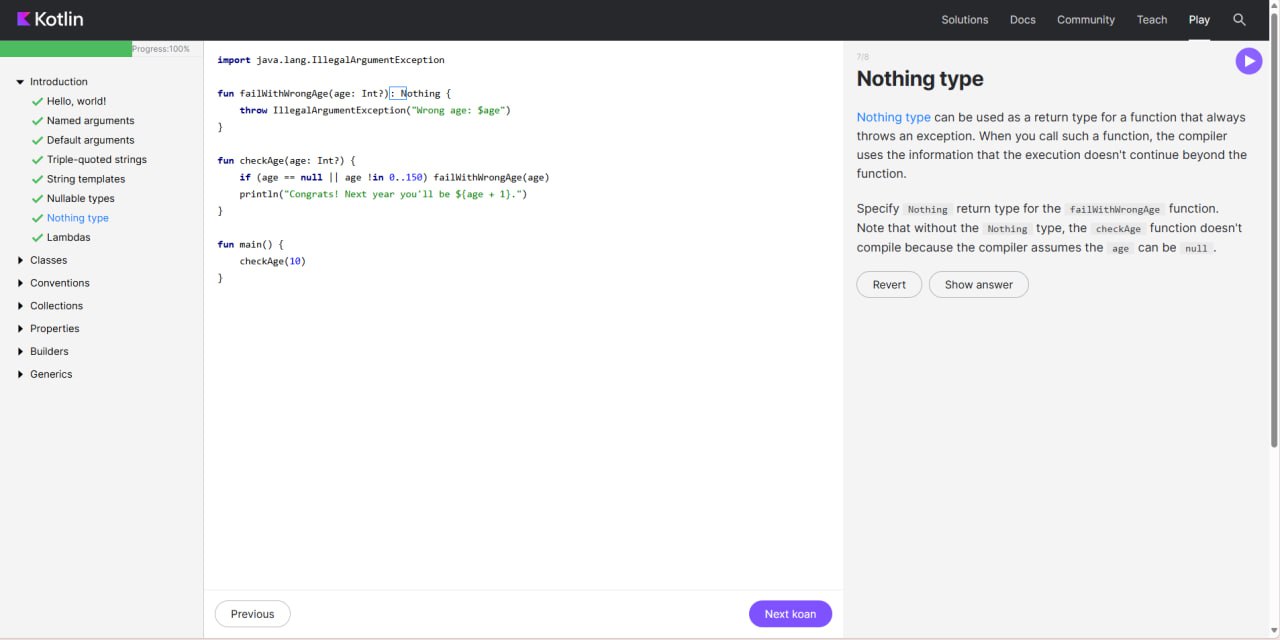 Kotlin
Solutions Docs Community Teach Play
Progress:100%
Introduction
Hello, world!
Named arguments
Default arguments
Triple-quoted strings
String templates
Nullable types
Nothing type
Lambdas
Classes
Conventions
Collections
Properties
Builders
Generics
import java.lang.IllegalArgumentException
fun failWithWrongAge(age: Int?): Nothing {
    throw IllegalArgumentException("Wrong age: $age")
}
fun checkAge(age: Int?) {
    if (age == null || age !in 0..150) failWithWrongAge(age)
    println("Congrats! Next year you'll be ${age + 1}.")
}
fun main() {
    checkAge(10)
}
Previous
Next koan
7/8
Nothing type
Nothing type can be used as a return type for a function that always
throws an exception. When you call such a function, the compiler
uses the information that the execution doesn't continue beyond the
function.
Specify Nothing return type for the failWithWrongAge function.
Note that without the Nothing type, the checkAge function doesn't
compile because the compiler assumes the age can be null .
Revert
Show answer